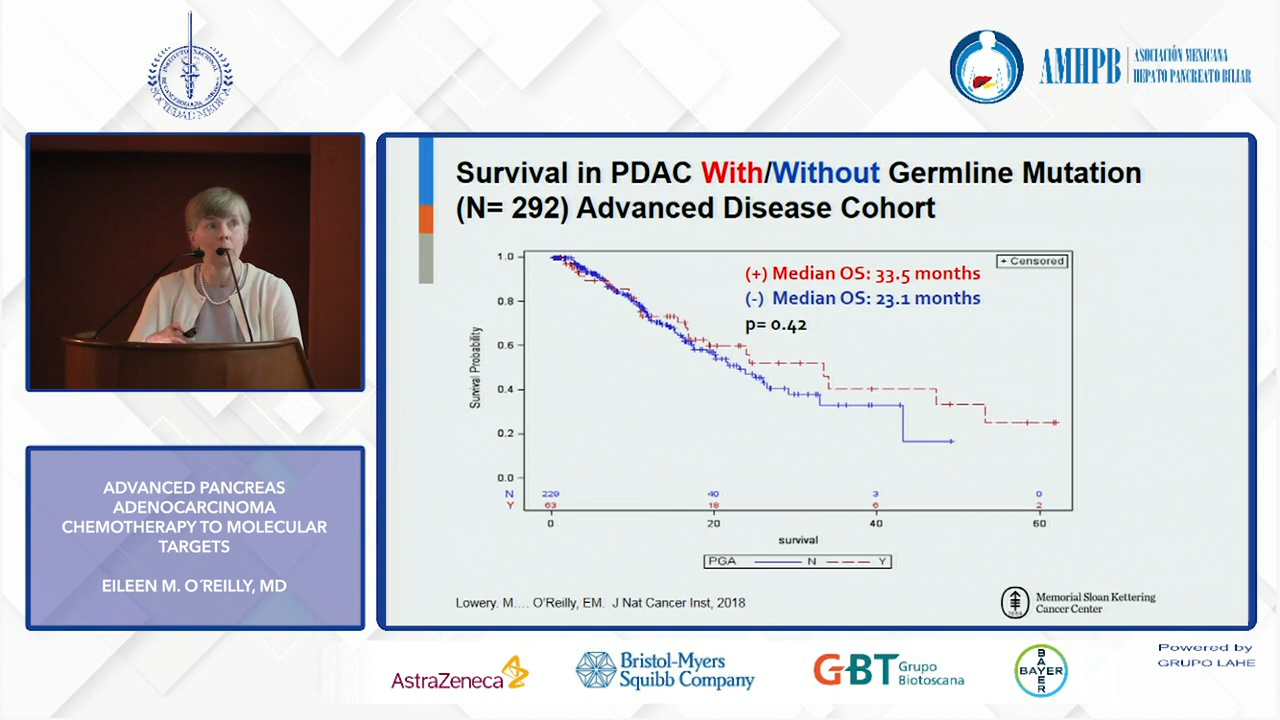 SOCIEDAD MEDICA
AMHPB
ASOCIACIÓN MEXICANA
HEPATO PANCREATO BILIAR
Survival in PDAC With/Without Germline Mutation
(N= 292) Advanced Disease Cohort
+ Censored
(+) Median OS: 33.5 months
(-) Median OS: 23.1 months
p= 0.42
Survival Probability
1.0
0.8
0.6
0.4
0.2
0.0
N 229 40 3 0
Y 63 18 6 2
0 20 40 60
survival
PGA N Y
Lowery. M.... O'Reilly, EM. J Nat Cancer Inst, 2018
Memorial Sloan Kettering
Cancer Center
ADVANCED PANCREAS
ADENOCARCINOMA
CHEMOTHERAPY TO MOLECULAR
TARGETS
EILEEN M. O´REILLY, MD
AstraZeneca
Bristol-Myers
Squibb Company
GBT Grupo
Biotoscana
BAYER
BAYER
Powered by
GRUPO LAHE